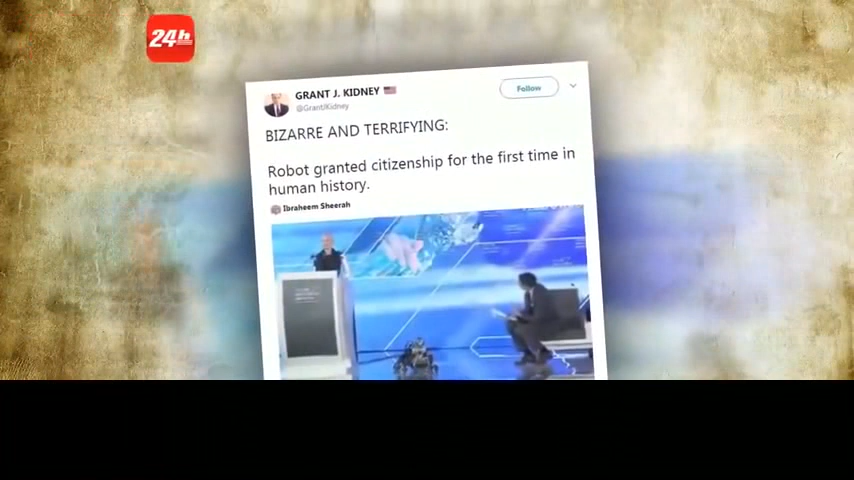 24h
GRANT J. KIDNEY
@GrantJKidney
Follow
BIZARRE AND TERRIFYING:
Robot granted citizenship for the first time in
human history.
Ibraheem Sheerah